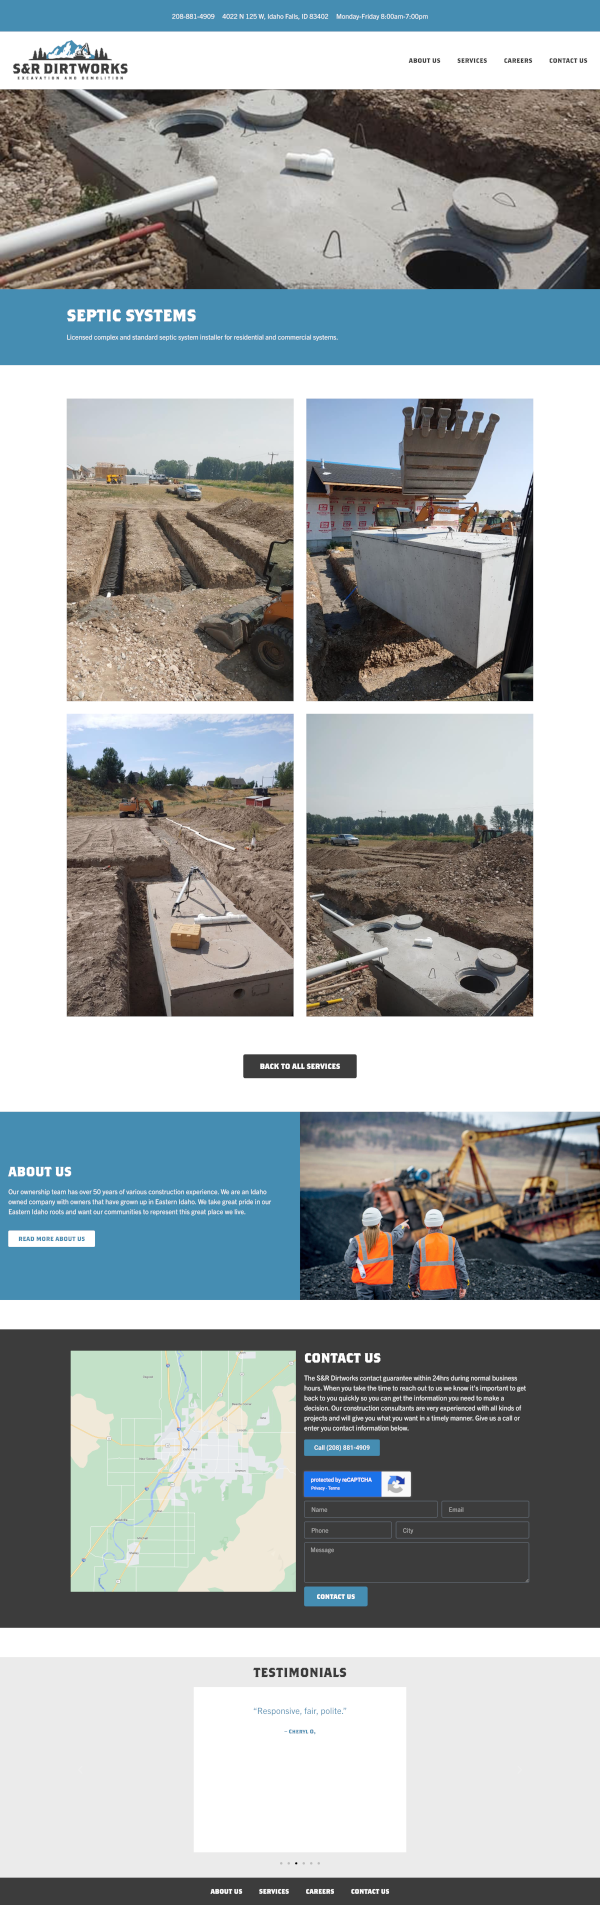 208-881-4909 4022 N 125 W, Idaho Falls, ID 83402 Monday-Friday 8:00am-7:00pm
S&R DIRTWORKS
EXCAVATION AND DEMOLITION
ABOUT US SERVICES CAREERS CONTACT US
SEPTIC SYSTEMS
Licensed complex and standard septic system installer for residential and commercial systems.
BACK TO ALL SERVICES
ABOUT US
Our ownership team has over 50 years of various construction experience. We are an Idaho
owned company with owners that have grown up in Eastern Idaho. We take great pride in our
Eastern Idaho roots and want our communities to represent this great place we live.
READ MORE ABOUT US
CONTACT US
The S&R Dirtworks contact guarantee within 24hrs during normal business
hours. When you take the time to reach out to us we know it's important to get
back to you quickly so you can get the information you need to make a
decision. Our construction consultants are very experienced with all kinds of
projects and will give you what you want in a timely manner. Give us a call or
enter you contact information below.
Call (208) 881-4909
protected by reCAPTCHA
Privacy - Terms
Name Email
Phone City
Message
CONTACT US
TESTIMONIALS
“Responsive, fair, polite.”
- CHERYL O.
ABOUT US SERVICES CAREERS CONTACT US